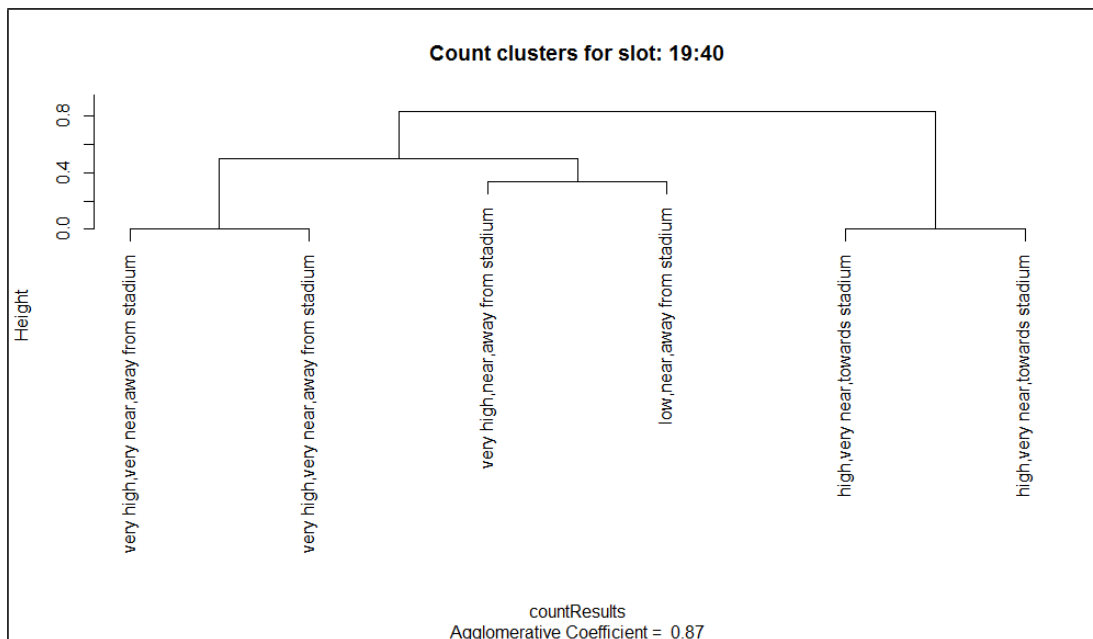 Count clusters for slot: 19:40
0.8
0.4
0.0
Height
very high,very near,away from stadium
very high,very near,away from stadium
very high,near,away from stadium
low,near,away from stadium
high,very near,towards stadium
high,very near,towards stadium
countResults
Agglomerative Coefficient = 0.87